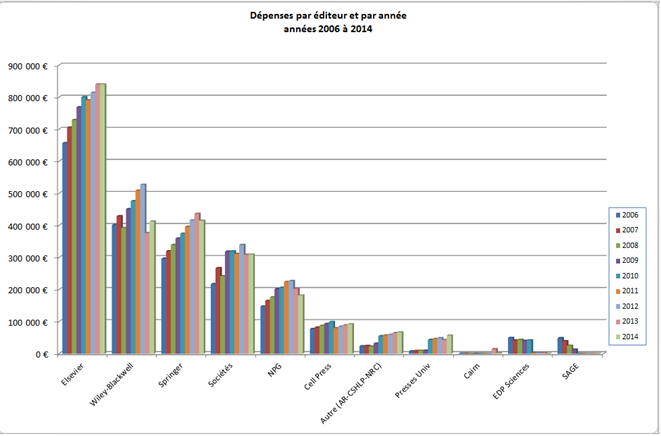 Dépenses par éditeur et par année
années 2006 à 2014
900 000 €
800 000 €
700 000 €
600 000 €
500 000 €
400 000 €
300 000 €
200 000 €
100 000 €
0 €
Elsevier
Wiley-Blackwell
Springer
Sociétés
NPG
Cell Press
Autre (AR-CSHLP-NRC)
Presses Univ
Cairn
EDP Sciences
SAGE
2006
2007
2008
2009
2010
2011
2012
2013
2014